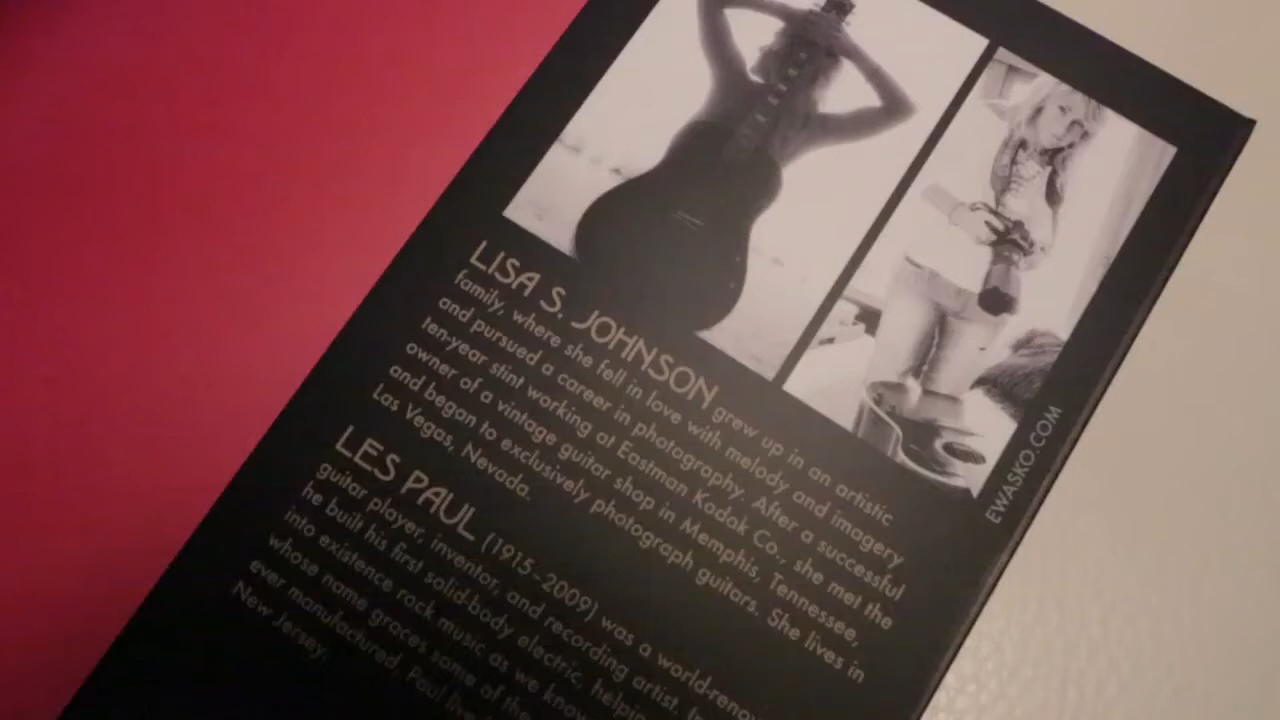 LISA S. JOHNSON grew up in an artistic
family, where she fell in love with melody and imagery
and pursued a career in photography. After a successful
ten-year stint working at Eastman Kodak Co., she met the
owner of a vintage guitar shop in Memphis, Tennessee,
and began to exclusively photograph guitars. She lives in
Las Vegas, Nevada.
LES PAUL (1915–2009) was a world-reno
guitar player, inventor, and recording artist.
he built his first solid-body electric, helping
into existence rock music as we know
whose name graces some of the
ever manufactured. Paul
New Jersey.
EWASKO.COM